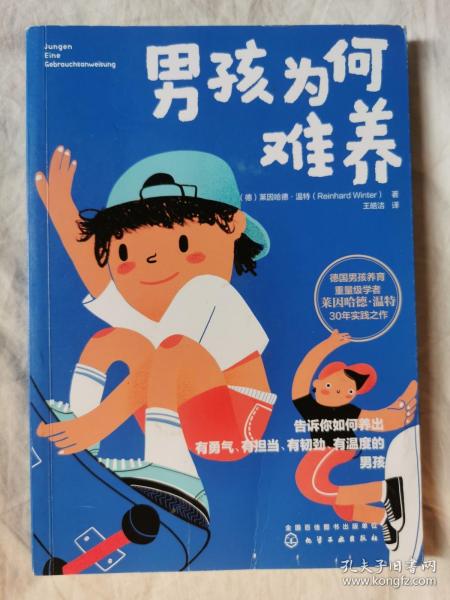 Jungen
Eine
Gebrauchsanweisung
男孩为何
难养
（德）莱因哈德·温特（Reinhard Winter） 著
王皓洁 译
德国男孩养育
重量级学者
莱因哈德·温特
30年实践之作
告诉你如何养出
有勇气、有担当、有韧劲、有温度的
男孩
全国百佳图书出版单位
化学工业出版社
孔夫子旧书网
www.kongfz.com